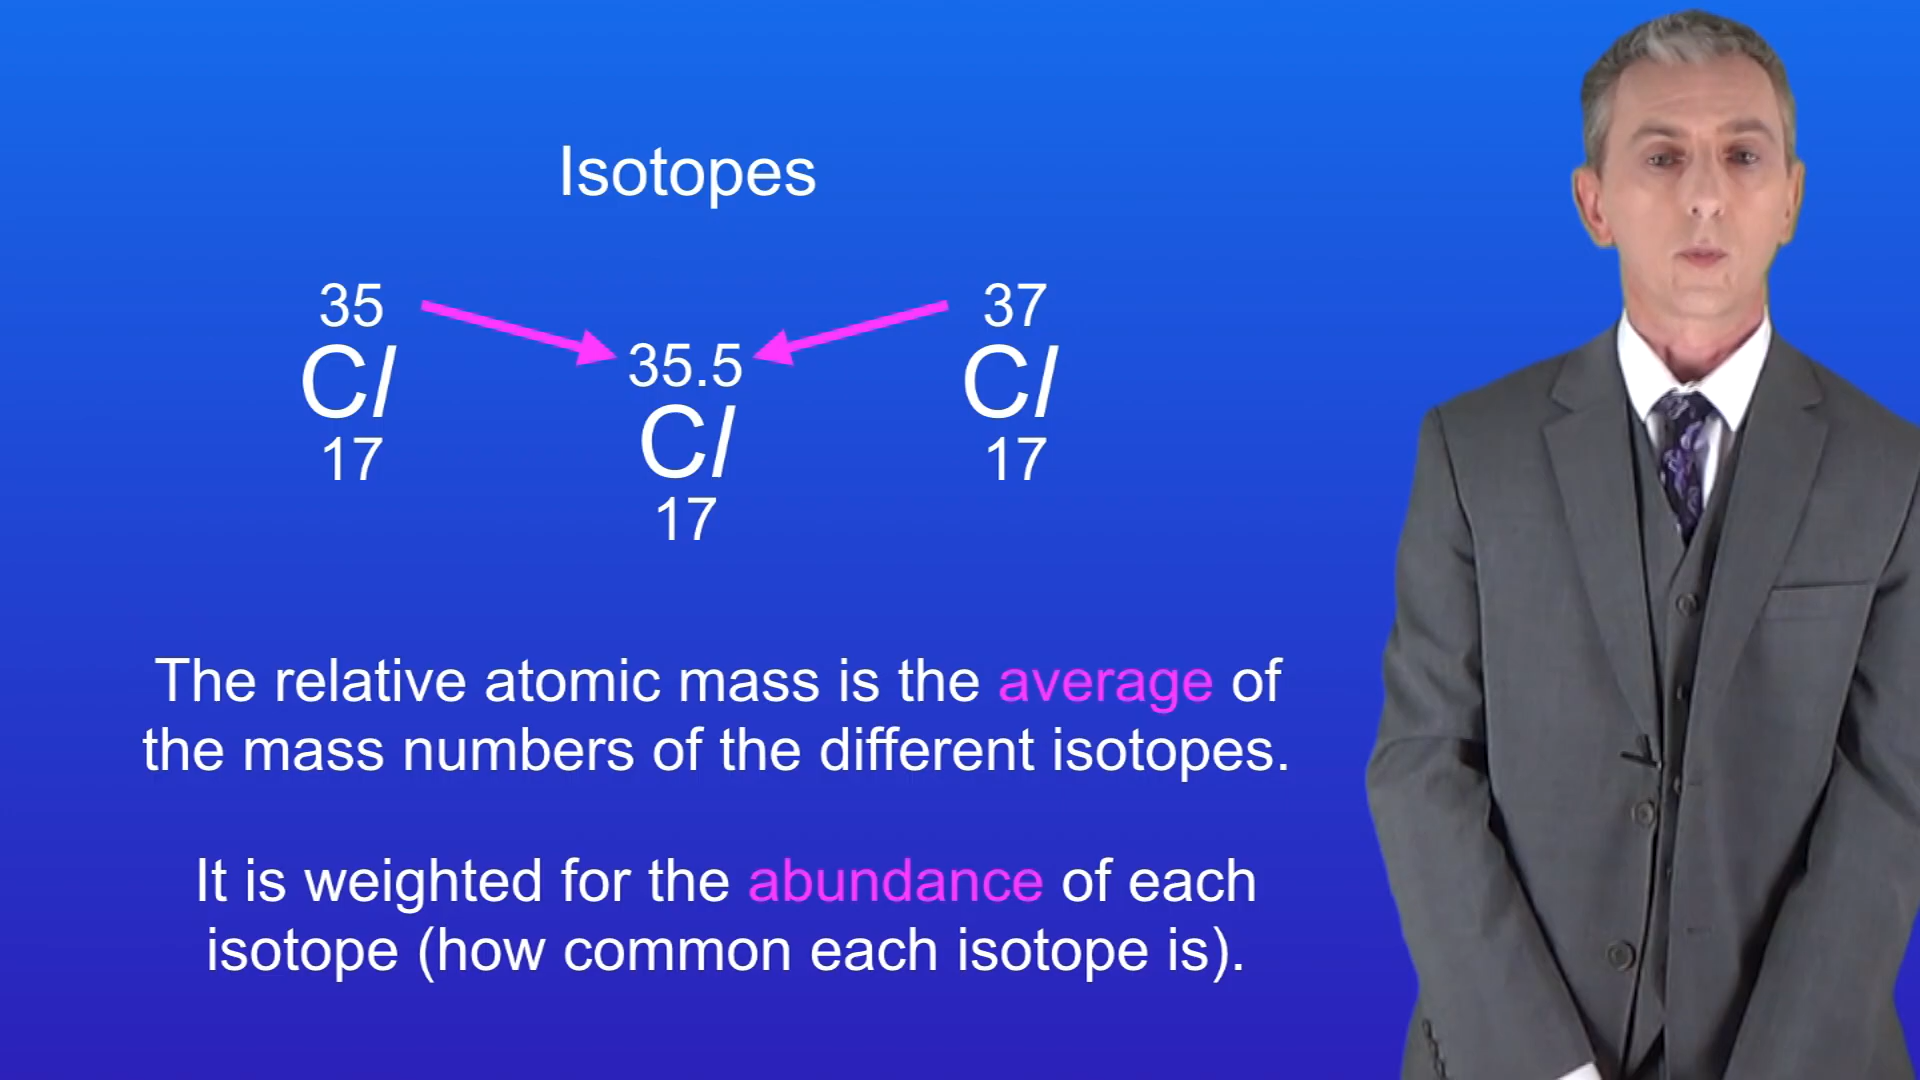 Isotopes
35
Cl
17
35.5
Cl
17
37
Cl
17
The relative atomic mass is the average of
the mass numbers of the different isotopes.
It is weighted for the abundance of each
isotope (how common each isotope is).